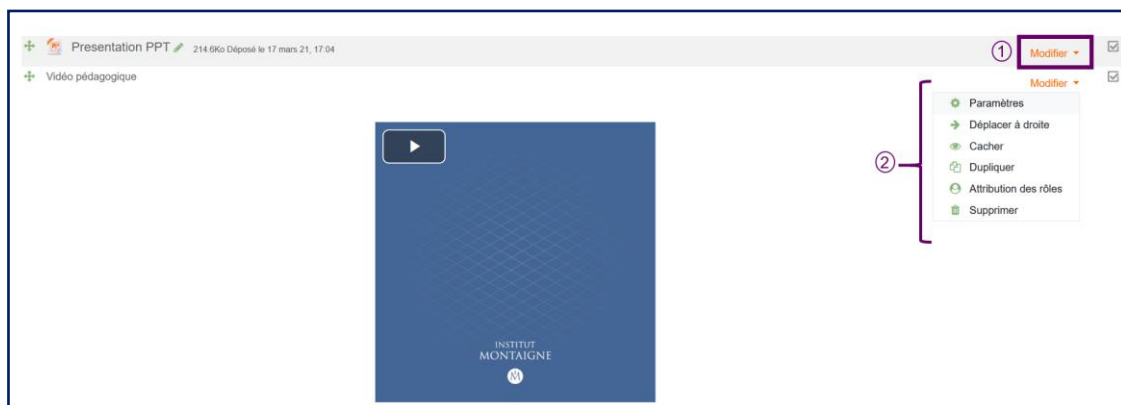 Presentation PPT 214.6Ko Déposé le 17 mars 21, 17:04 1 Modifier
Vidéo pédagogique Modifier
2
Paramètres
Déplacer à droite
Cacher
Dupliquer
Attribution des rôles
Supprimer
INSTITUT
MONTAIGNE
M